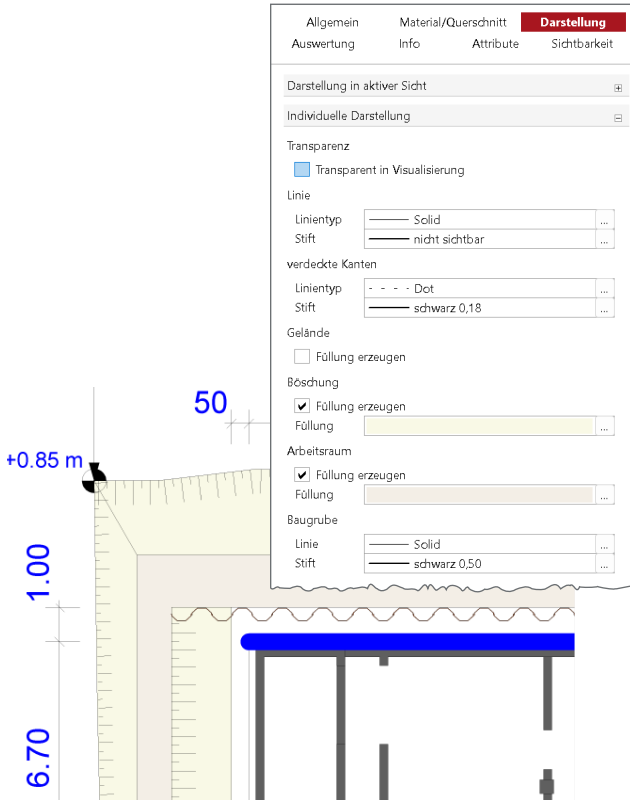 Allgemein Material/Querschnitt Darstellung
Auswertung Info Attribute Sichtbarkeit
Darstellung in aktiver Sicht
Individuelle Darstellung
Transparenz
Transparent in Visualisierung
Linie
Linientyp Solid ...
Stift nicht sichtbar ...
verdeckte Kanten
Linientyp Dot ...
Stift schwarz 0,18 ...
Gelände
Füllung erzeugen
Böschung
Füllung erzeugen
Füllung ...
Arbeitsraum
Füllung erzeugen
Füllung ...
Baugrube
Linie Solid ...
Stift schwarz 0,50 ...
50
+0.85 m
1.00
6.70